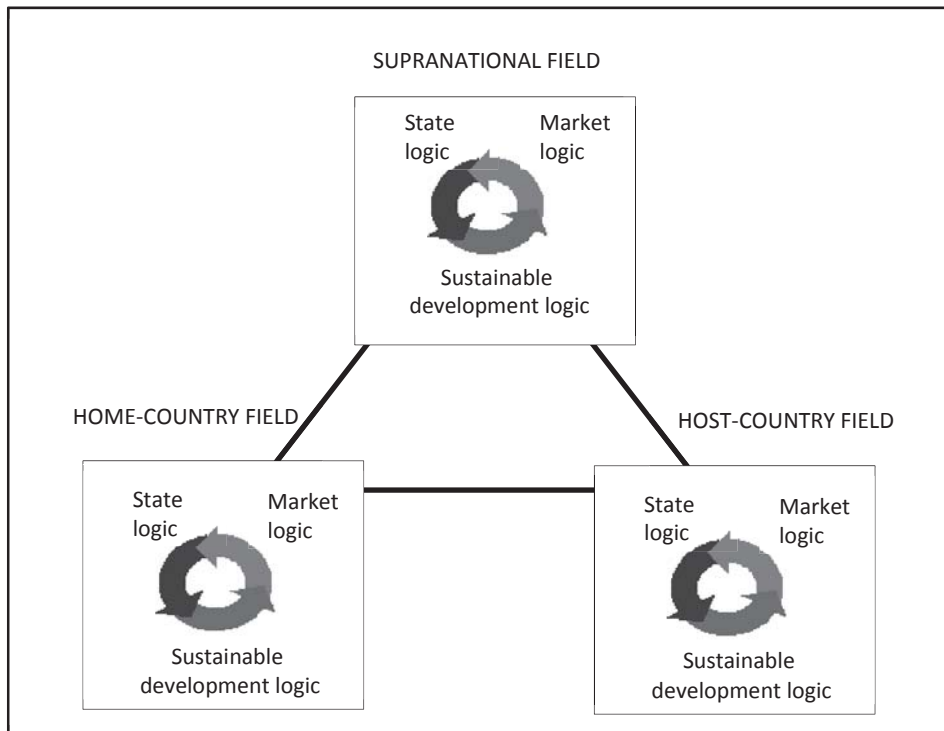 SUPRANATIONAL FIELD
State
logic
Market
logic
Sustainable
development logic
HOME-COUNTRY FIELD
State
logic
Market
logic
Sustainable
development logic
HOST-COUNTRY FIELD
State
logic
Market
logic
Sustainable
development logic